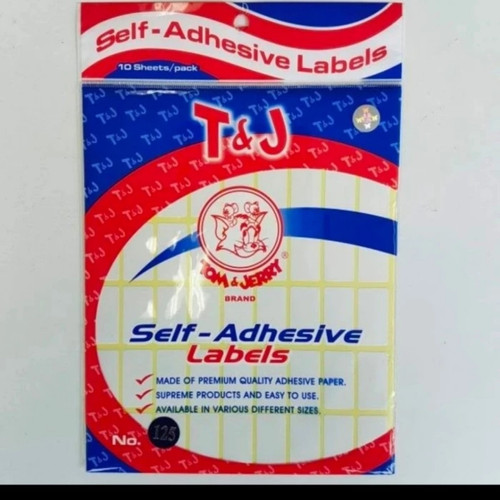 Self-Adhesive Labels
10 Sheets/pack
T&J
TOM & JERRY ®
BRAND
Self-Adhesive
Labels
MADE OF PREMIUM QUALITY ADHESIVE PAPER.
SUPREME PRODUCTS AND EASY TO USE.
AVAILABLE IN VARIOUS DIFFERENT SIZES.
No. 125